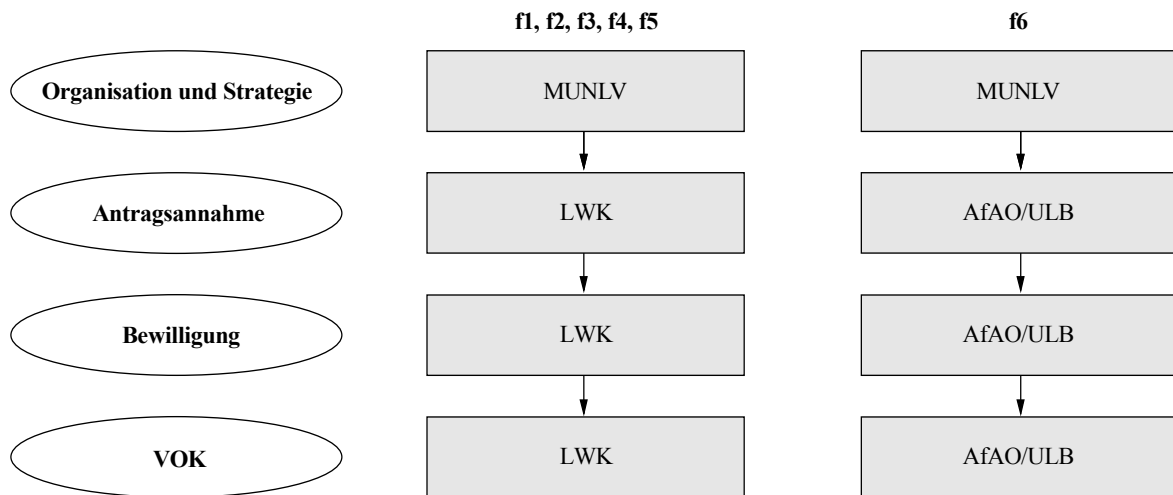 f1, f2, f3, f4, f5
f6
Organisation und Strategie
MUNLV
MUNLV
Antragsannahme
LWK
AfAO/ULB
Bewilligung
LWK
AfAO/ULB
VOK
LWK
AfAO/ULB